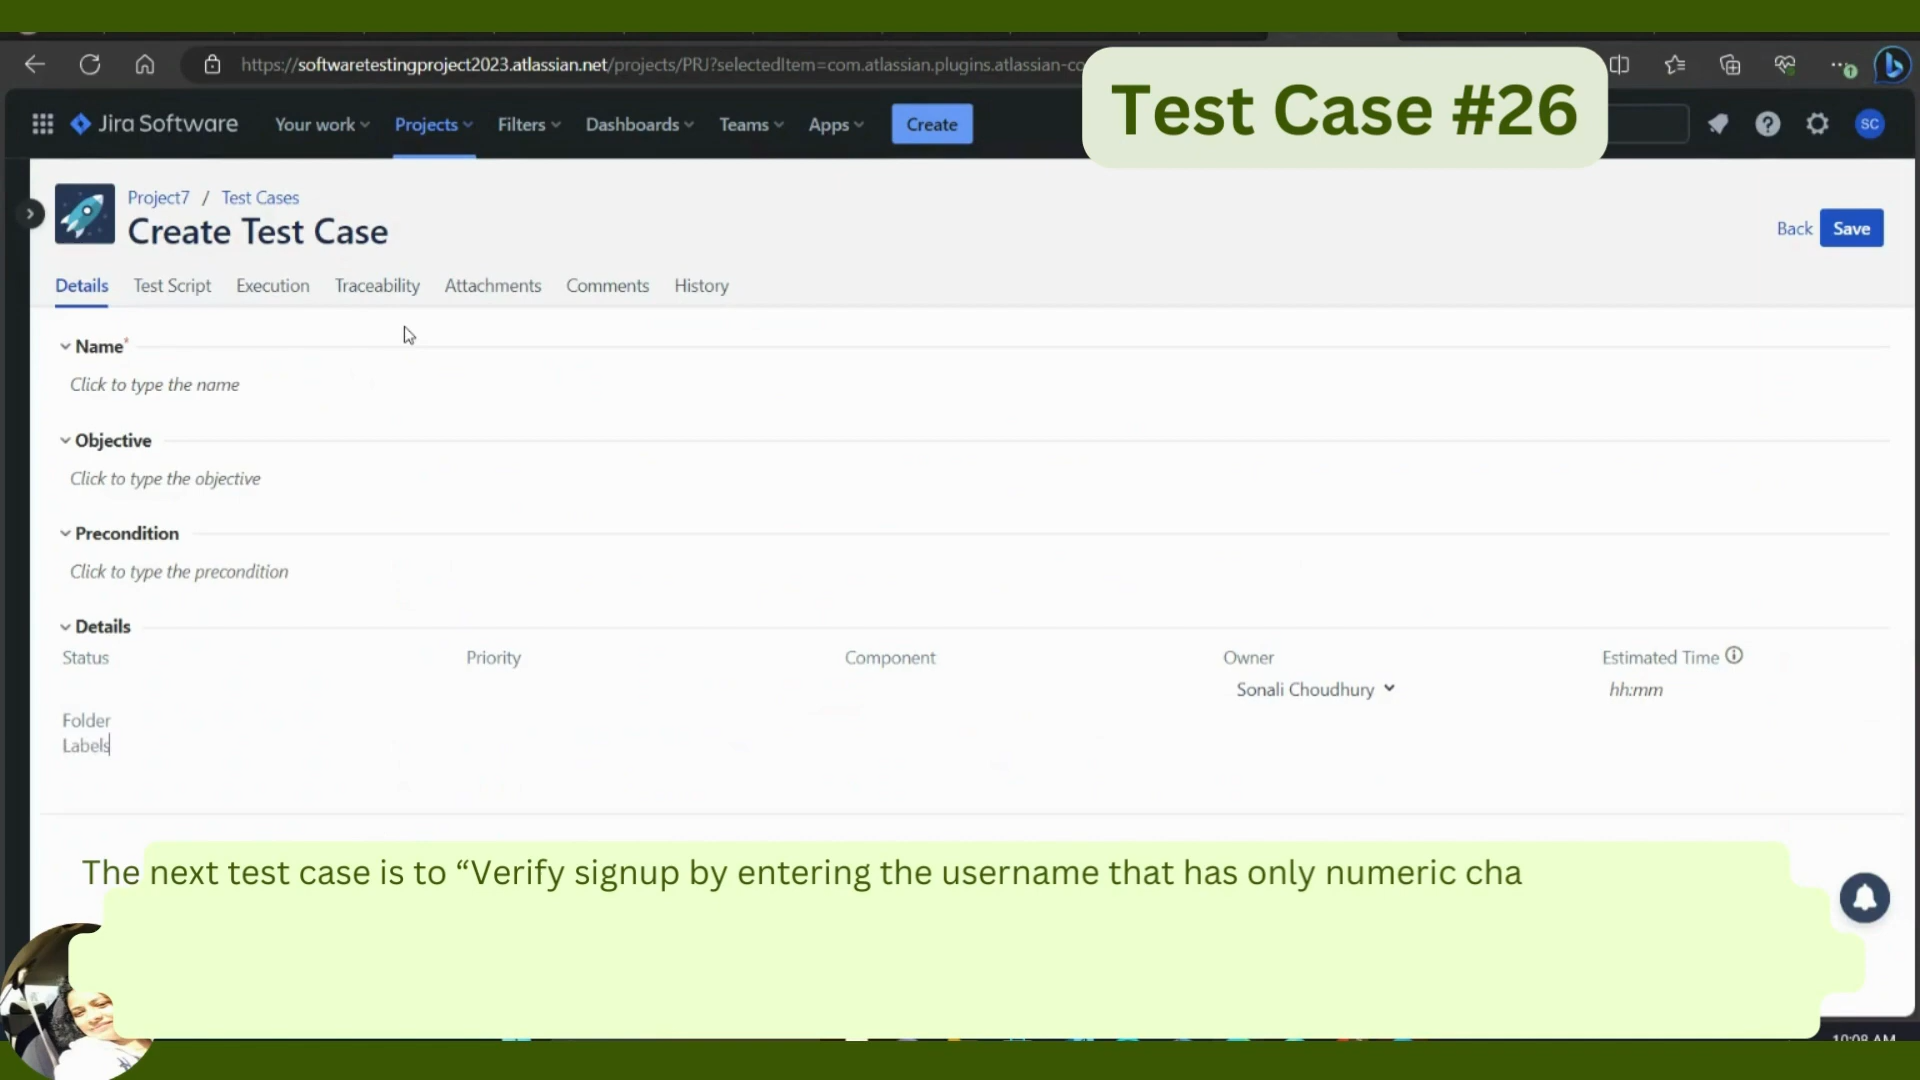 https://softwaretestingproject2023.atlassian.net/projects/PRJ?selectedItem=com.atlassian.plugins.atlassian-co
Test Case #26
Jira Software Your work Projects Filters Dashboards Teams Apps Create SC
Project7 / Test Cases
Create Test Case
Back Save
Details Test Script Execution Traceability Attachments Comments History
Name*
Click to type the name
Objective
Click to type the objective
Precondition
Click to type the precondition
Details
Status Priority Component Owner Estimated Time
Sonali Choudhury hh:mm
Folder
Labels
The next test case is to “Verify signup by entering the username that has only numeric cha
10:08 AM